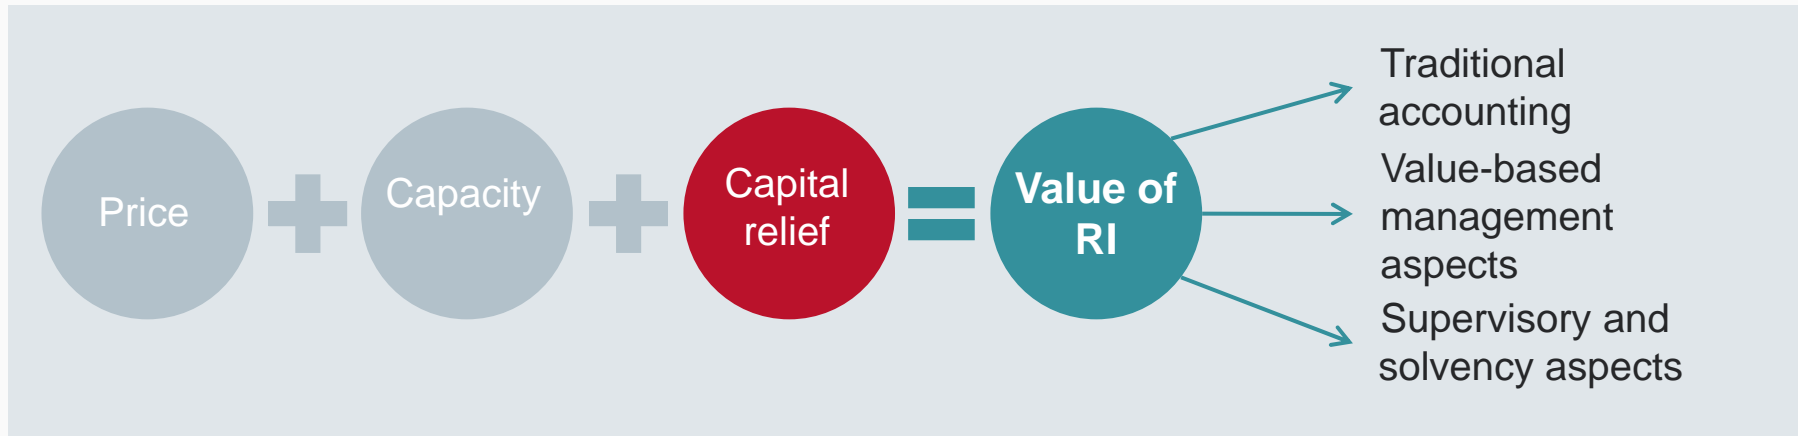 Price
Capacity
Capital
relief
Value of
RI
Traditional
accounting
Value-based
management
aspects
Supervisory and
solvency aspects